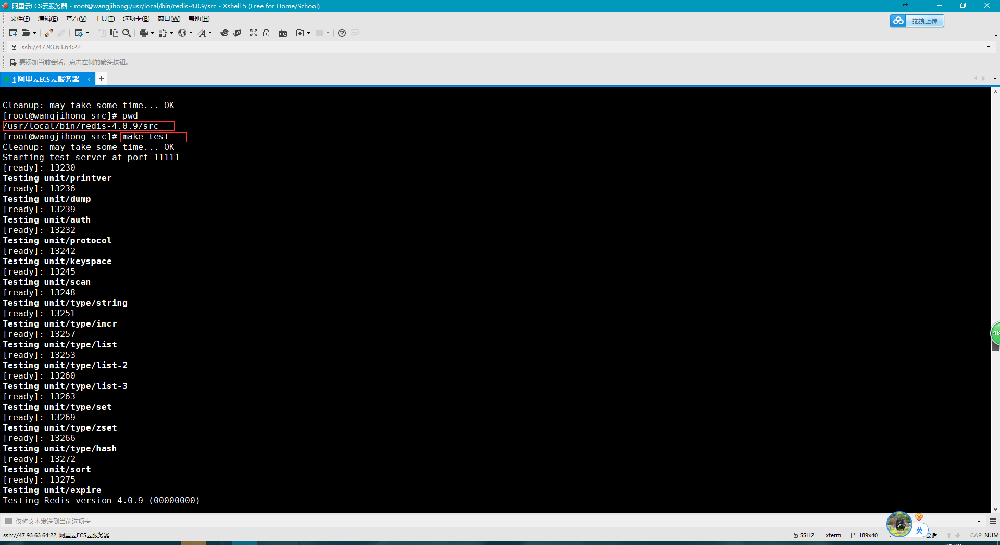 阿里云ECS云服务器 - root@wangjihong:/usr/local/bin/redis-4.0.9/src - Xshell 5 (Free for Home/School)
文件(F) 编辑(E) 查看(V) 工具(T) 选项卡(B) 窗口(W) 帮助(H)
拖拽上传
ssh://47.93.63.64:22
要添加当前会话，点击左侧的箭头按钮。
1 阿里云ECS云服务器 × +
Cleanup: may take some time... OK
[root@wangjihong src]# pwd
/usr/local/bin/redis-4.0.9/src
[root@wangjihong src]# make test
Cleanup: may take some time... OK
Starting test server at port 11111
[ready]: 13230
Testing unit/printver
[ready]: 13236
Testing unit/dump
[ready]: 13239
Testing unit/auth
[ready]: 13232
Testing unit/protocol
[ready]: 13242
Testing unit/keyspace
[ready]: 13245
Testing unit/scan
[ready]: 13248
Testing unit/type/string
[ready]: 13251
Testing unit/type/incr
[ready]: 13257
Testing unit/type/list
[ready]: 13253
Testing unit/type/list-2
[ready]: 13260
Testing unit/type/list-3
[ready]: 13263
Testing unit/type/set
[ready]: 13269
Testing unit/type/zset
[ready]: 13266
Testing unit/type/hash
[ready]: 13272
Testing unit/sort
[ready]: 13275
Testing unit/expire
Testing Redis version 4.0.9 (00000000)
48
仅将文本发送到当前选项卡
英
ssh://47.93.63.64:22, 阿里云ECS云服务器 SSH2 xterm 189x40 会话 CAP NUM